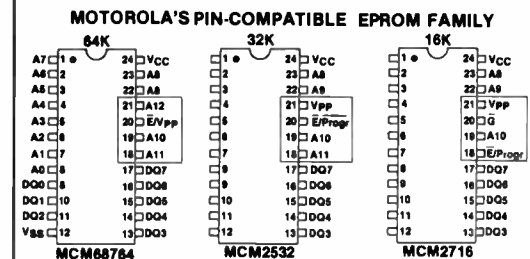 MOTOROLA'S PIN-COMPATIBLE EPROM FAMILY
64K 32K 16K
A7 1 24 VCC 1 24 VCC 1 24 VCC
A6 2 23 A8 2 23 A8 2 23 A8
A5 3 22 A9 3 22 A9 3 22 A9
A4 4 21 A12 4 21 VPP 4 21 VPP
A3 5 20 E/VPP 5 20 E/Progr 5 20 G
A2 6 19 A10 6 19 A10 6 19 A10
A1 7 18 A11 7 18 A11 7 18 E/Progr
A0 8 17 DQ7 8 17 DQ7 8 17 DQ7
DQ0 9 16 DQ6 9 16 DQ6 9 16 DQ6
DQ1 10 15 DQ5 10 15 DQ5 10 15 DQ5
DQ2 11 14 DQ4 11 14 DQ4 11 14 DQ4
VSS 12 13 DQ3 12 13 DQ3 12 13 DQ3
MCM68764 MCM2532 MCM2716